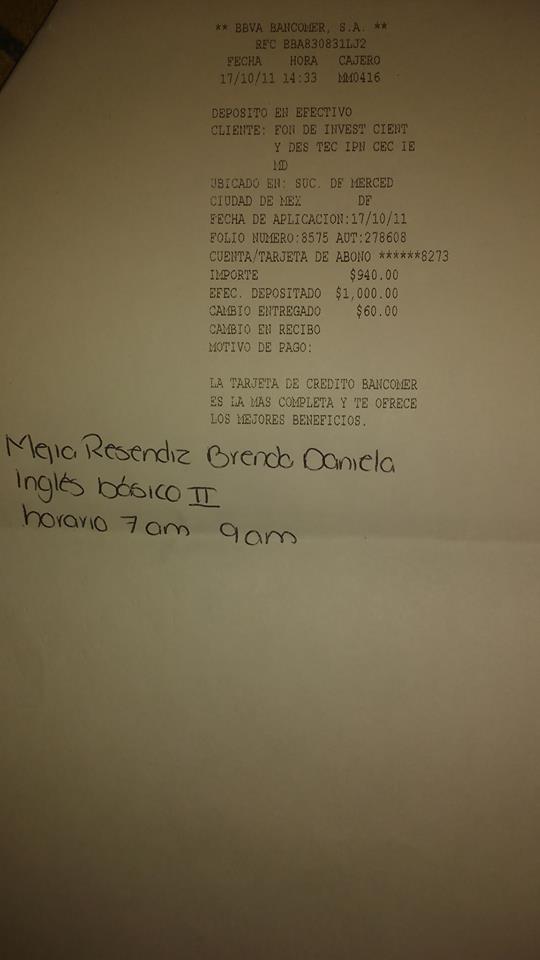 ** BBVA BANCOMER, S.A. **
RFC BBA830831LJ2
FECHA HORA CAJERO
17/10/11 14:33 MM0416
DEPOSITO EN EFECTIVO
CLIENTE: FON DE INVEST CIENT
Y DES TEC IPN CEC IE
MD
UBICADO EN: SUC. DF MERCED
CIUDAD DE MEX DF
FECHA DE APLICACION:17/10/11
FOLIO NUMERO:8575 AUT:278608
CUENTA/TARJETA DE ABONO ******8273
IMPORTE $940.00
EFEC. DEPOSITADO $1,000.00
CAMBIO ENTREGADO $60.00
CAMBIO EN RECIBO
MOTIVO DE PAGO:
LA TARJETA DE CREDITO BANCOMER
ES LA MAS COMPLETA Y TE OFRECE
LOS MEJORES BENEFICIOS.
Mejia Resendiz Brenda Daniela
Inglés básico II
horario 7am 9am